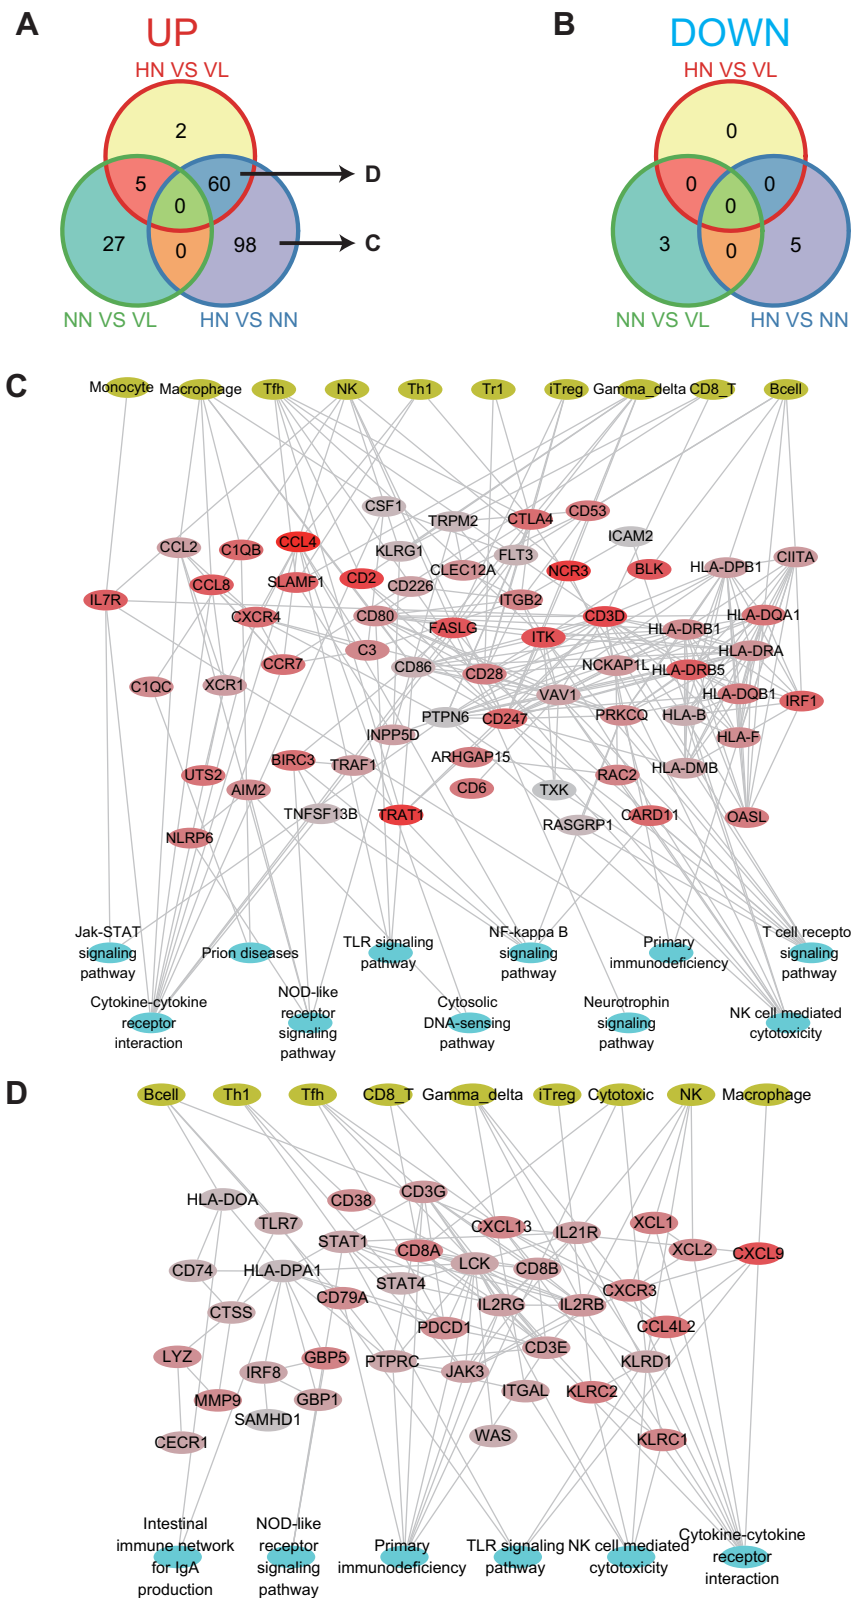 A
UP
HN VS VL
2
5
60
D
0
27
0
98
C
NN VS VL
HN VS NN
B
DOWN
HN VS VL
0
0
0
0
3
0
5
NN VS VL
HN VS NN
C
Monocyte
Macrophage
Tfh
NK
Th1
Tr1
iTreg
Gamma_delta
CD8_T
Bcell
CSF1
TRPM2
CTLA4
CD53
ICAM2
CCL2
C1QB
CCL4
KLRG1
FLT3
CIITA
CLEC12A
NCR3
BLK
HLA-DPB1
IL7R
CCL8
SLAMF1
CD2
CD226
ITGB2
CXCR4
CD80
FASLG
ITK
CD3D
HLA-DRB1
HLA-DQA1
CCR7
C3
CD86
CD28
NCKAP1L
HLA-DRB5
HLA-DRA
C1QC
XCR1
VAV1
HLA-DQB1
IRF1
PTPN6
CD247
PRKCQ
HLA-B
INPP5D
HLA-F
UTS2
BIRC3
TRAF1
ARHGAP15
RAC2
HLA-DMB
AIM2
CD6
TXK
TNFSF13B
TRAT1
RASGRP1
CARD11
OASL
NLRP6
Jak-STAT
signaling
pathway
Prion diseases
TLR signaling
pathway
NF-kappa B
signaling
pathway
Primary
immunodeficiency
T cell recepto
signaling
pathway
Cytokine-cytokine
receptor
interaction
NOD-like
receptor
signaling
pathway
Cytosolic
DNA-sensing
pathway
Neurotrophin
signaling
pathway
NK cell mediated
cytotoxicity
D
Bcell
Th1
Tfh
CD8_T
Gamma_delta
iTreg
Cytotoxic
NK
Macrophage
HLA-DOA
CD38
CD3G
TLR7
CXCL13
IL21R
XCL1
STAT1
CD8A
XCL2
CXCL9
CD74
HLA-DPA1
LCK
CD8B
STAT4
CXCR3
CTSS
CD79A
IL2RG
IL2RB
PDCD1
CCL4L2
LYZ
GBP5
PTPRC
CD3E
KLRD1
IRF8
JAK3
MMP9
GBP1
ITGAL
KLRC2
SAMHD1
CECR1
WAS
KLRC1
Intestinal
immune network
for IgA
production
NOD-like
receptor
signaling
pathway
Primary
immunodeficiency
TLR signaling
pathway
NK cell mediated
cytotoxicity
Cytokine-cytokine
receptor
interaction